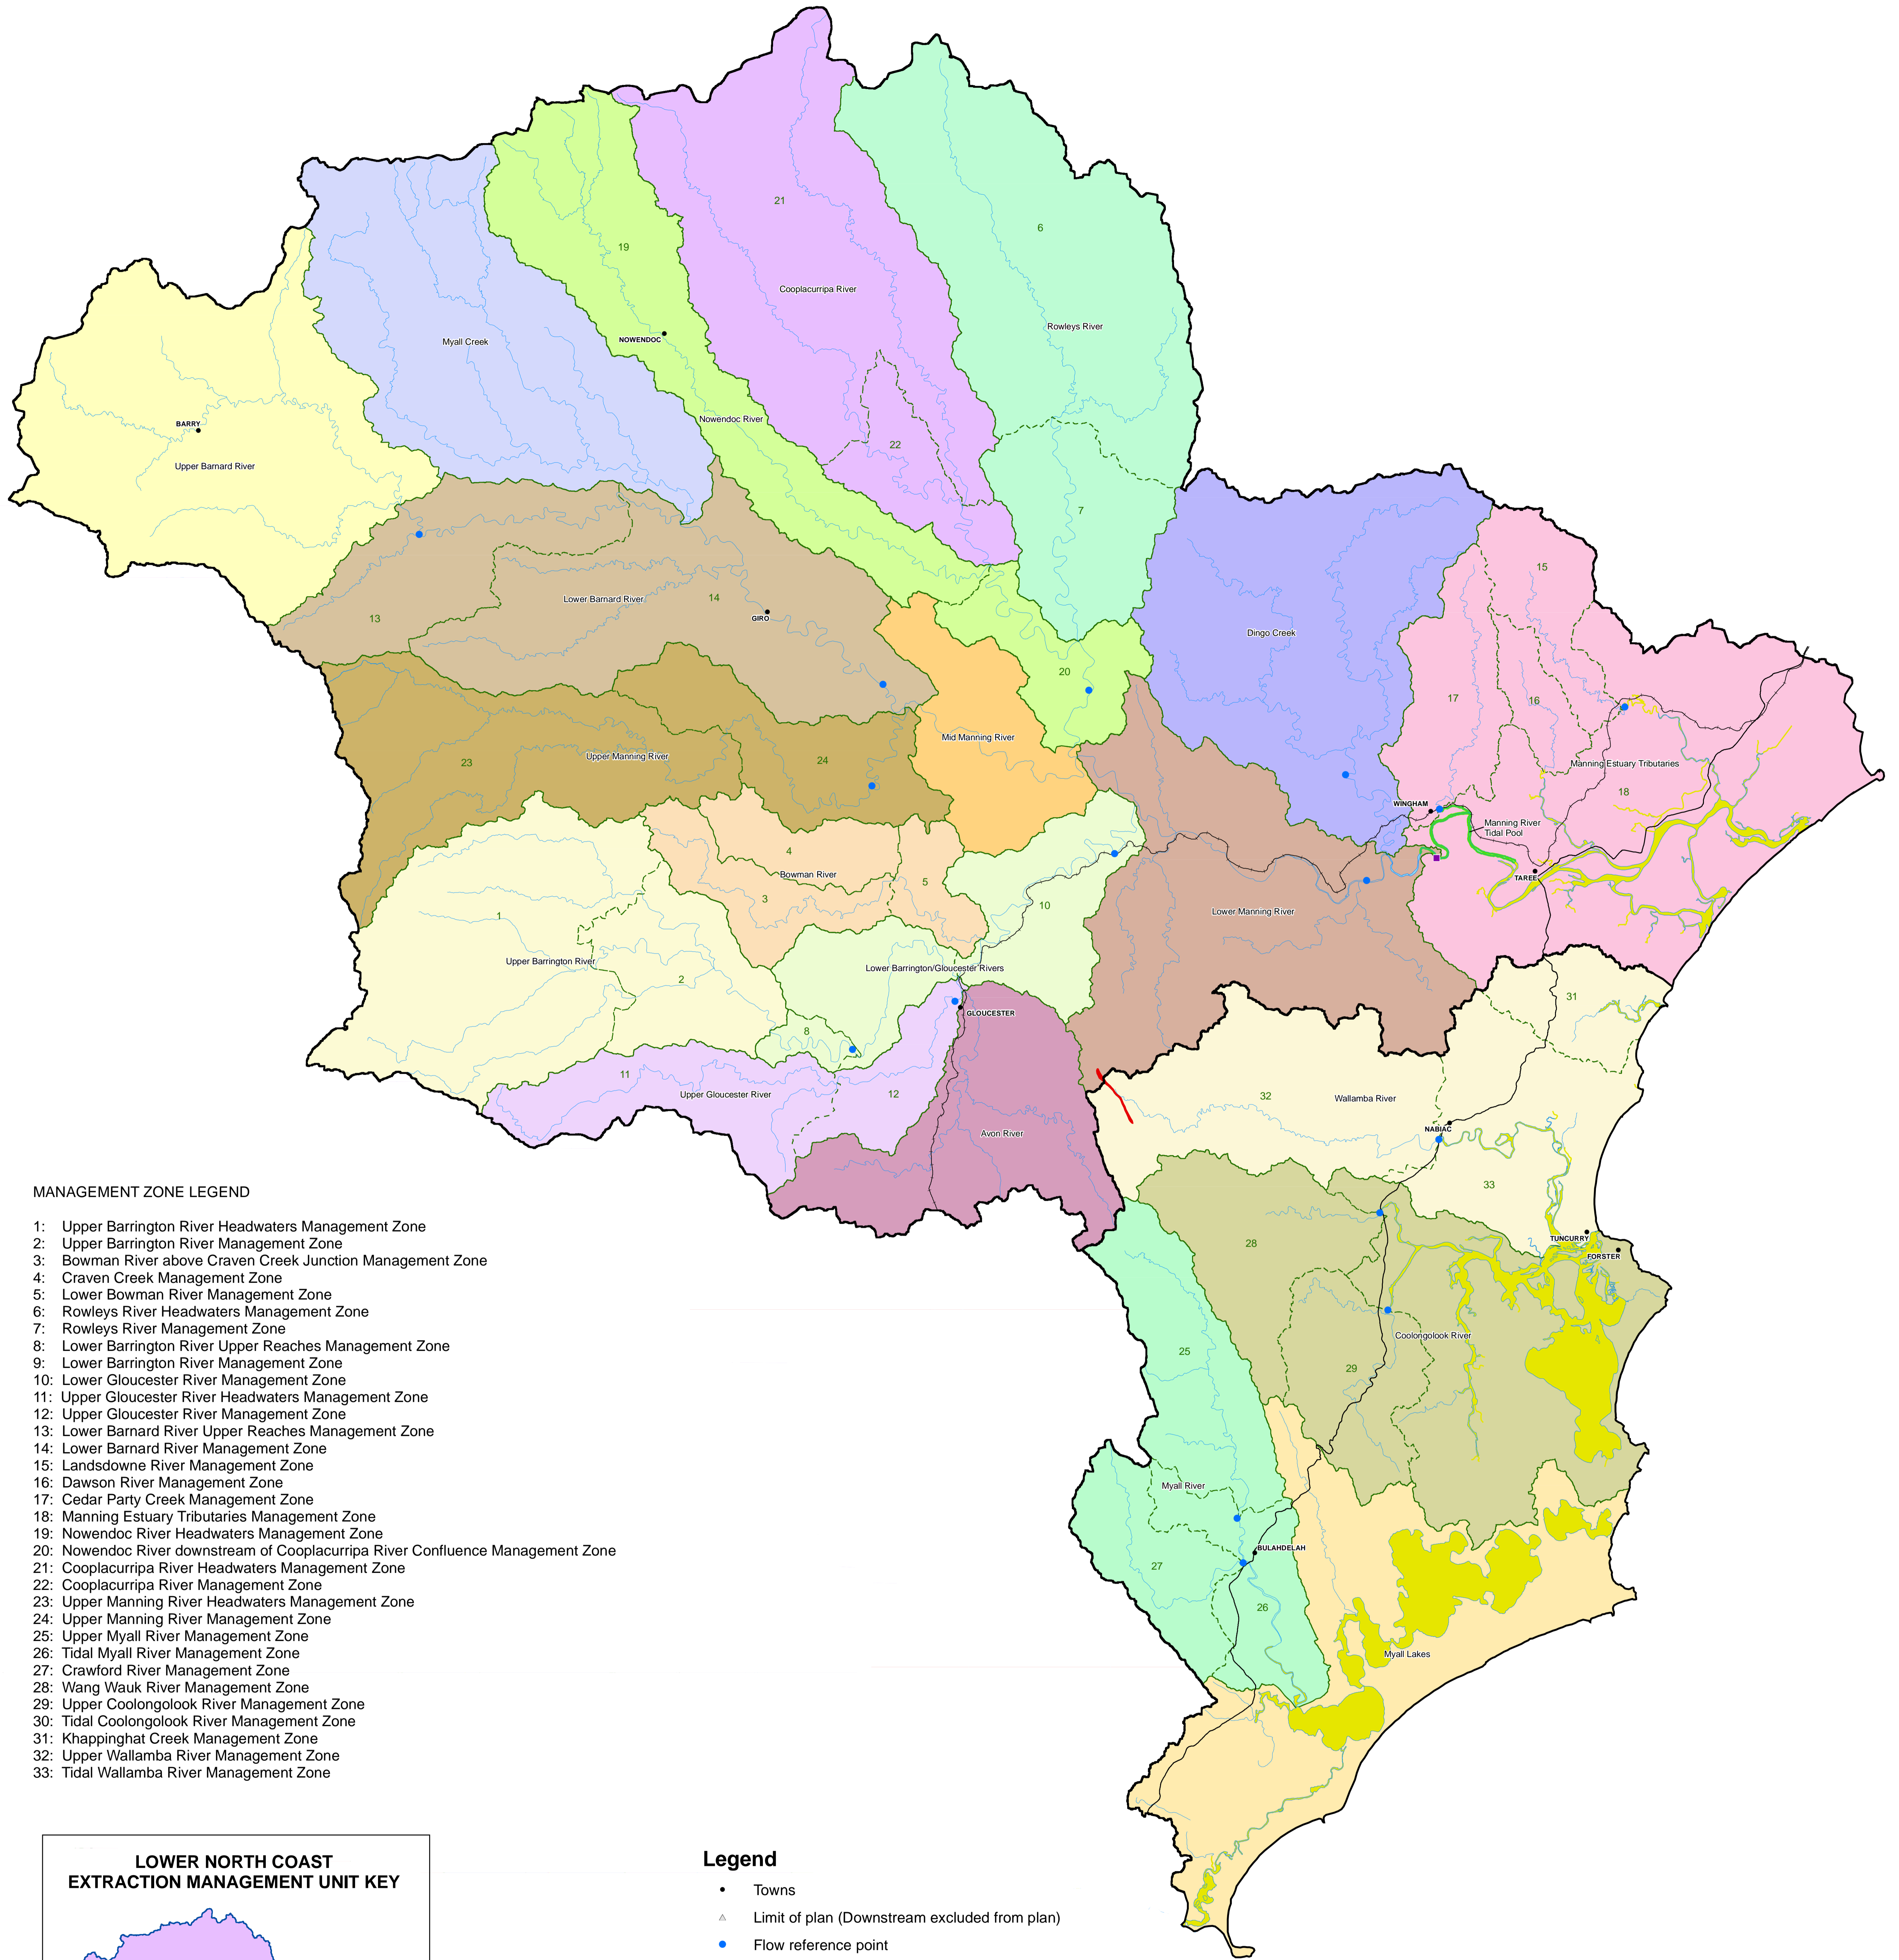 21
6
19
Cooplacurripa River
Rowleys River
NOWENDOC
Myall Creek
Nowendoc River
BARRY
22
Upper Barnard River
7
15
Lower Barnard River
14
13
GIRO
Dingo Creek
20
17
16
Mid Manning River
Upper Manning River
23
24
Manning Estuary Tributaries
18
WINGHAM
Manning River
Tidal Pool
4
Bowman River
5
TAREE
3
10
Lower Manning River
1
Upper Barrington River
Lower Barrington/Gloucester Rivers
2
31
GLOUCESTER
8
11
Upper Gloucester River
12
32
Wallamba River
NABIAC
Avon River
33
28
TUNCURRY
FORSTER
Coolongolook River
25
29
Myall River
BULAHDELAH
27
26
Myall Lakes
MANAGEMENT ZONE LEGEND
1: Upper Barrington River Headwaters Management Zone
2: Upper Barrington River Management Zone
3: Bowman River above Craven Creek Junction Management Zone
4: Craven Creek Management Zone
5: Lower Bowman River Management Zone
6: Rowleys River Headwaters Management Zone
7: Rowleys River Management Zone
8: Lower Barrington River Upper Reaches Management Zone
9: Lower Barrington River Management Zone
10: Lower Gloucester River Management Zone
11: Upper Gloucester River Headwaters Management Zone
12: Upper Gloucester River Management Zone
13: Lower Barnard River Upper Reaches Management Zone
14: Lower Barnard River Management Zone
15: Landsdowne River Management Zone
16: Dawson River Management Zone
17: Cedar Party Creek Management Zone
18: Manning Estuary Tributaries Management Zone
19: Nowendoc River Headwaters Management Zone
20: Nowendoc River downstream of Cooplacurripa River Confluence Management Zone
21: Cooplacurripa River Headwaters Management Zone
22: Cooplacurripa River Management Zone
23: Upper Manning River Headwaters Management Zone
24: Upper Manning River Management Zone
25: Upper Myall River Management Zone
26: Tidal Myall River Management Zone
27: Crawford River Management Zone
28: Wang Wauk River Management Zone
29: Upper Coolongolook River Management Zone
30: Tidal Coolongolook River Management Zone
31: Khappinghat Creek Management Zone
32: Upper Wallamba River Management Zone
33: Tidal Wallamba River Management Zone
LOWER NORTH COAST
EXTRACTION MANAGEMENT UNIT KEY
Legend
Towns
Limit of plan (Downstream excluded from plan)
Flow reference point